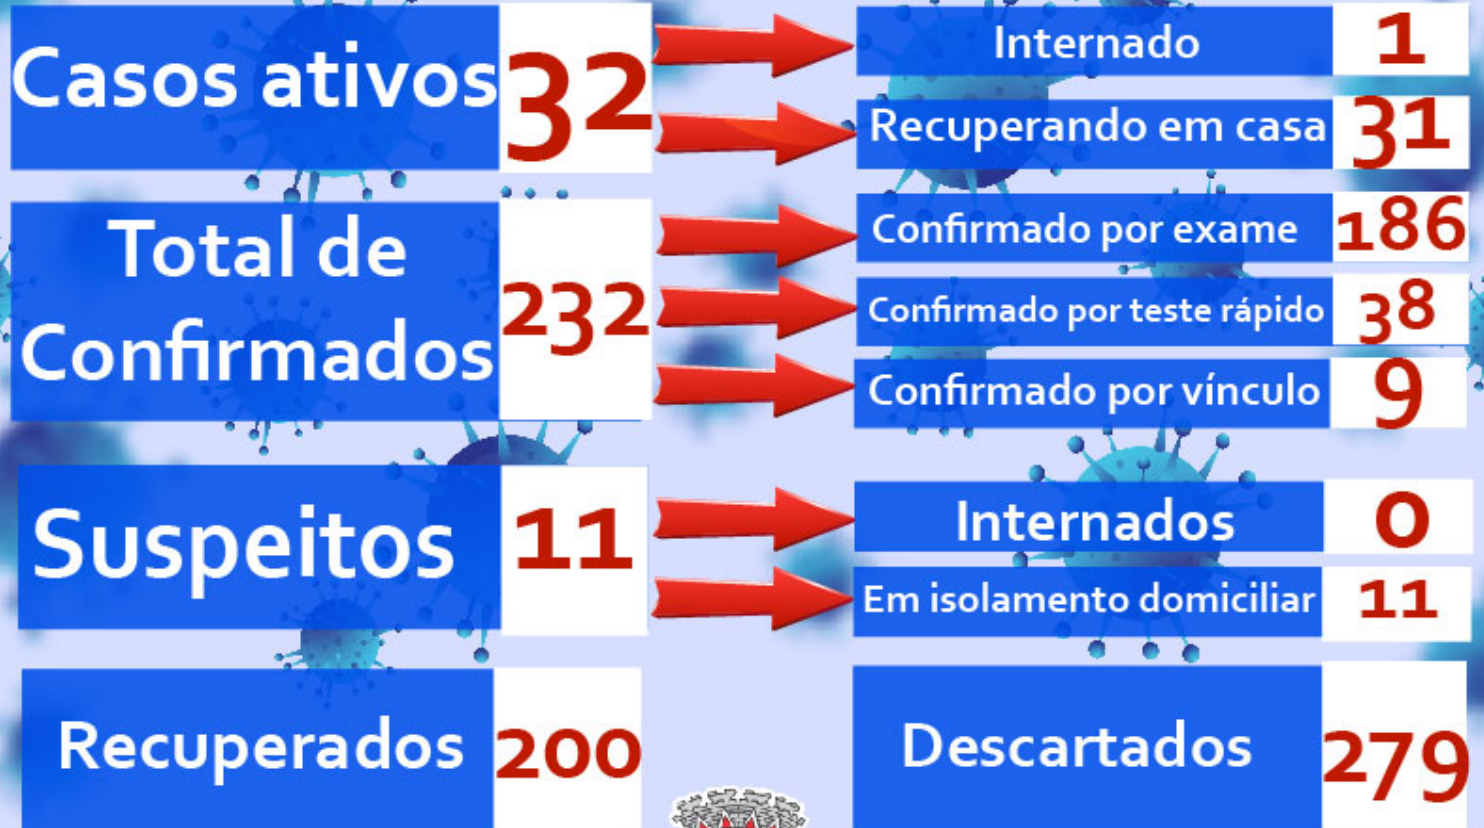 Casos ativos 32
Internado 1
Recuperando em casa 31
Total de
Confirmados 232
Confirmado por exame 186
Confirmado por teste rápido 38
Confirmado por vínculo 9
Suspeitos 11
Internados 0
Em isolamento domiciliar 11
Recuperados 200
Descartados 279